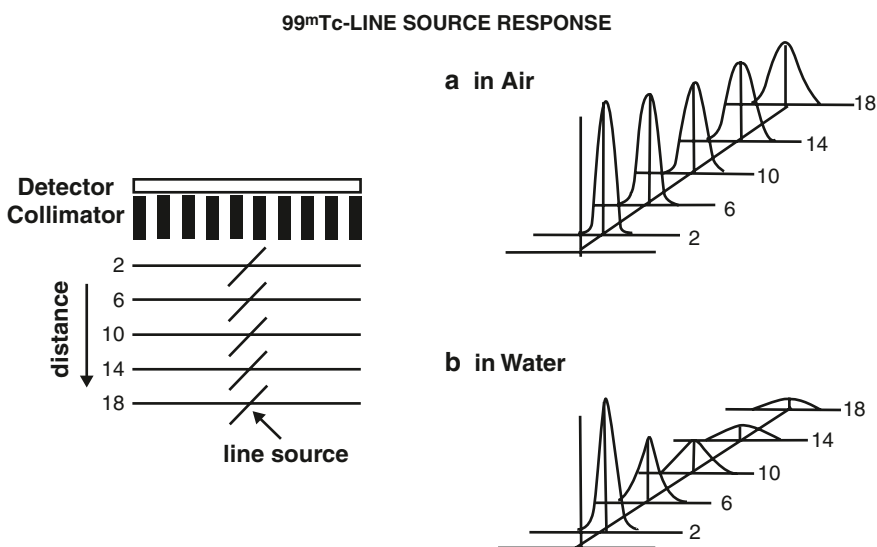 99ᵐTc-LINE SOURCE RESPONSE
a in Air
18
14
10
6
2
Detector
Collimator
2
6
10
14
18
distance
line source
b in Water
18
14
10
6
2